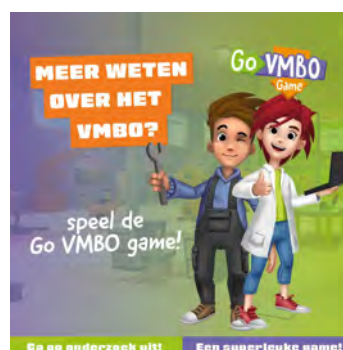 MEER WETEN
OVER HET
VMBO?
Go VMBO
Game
speel de
Go VMBO game!
Ga op onderzoek uit!
Een superleuke game!